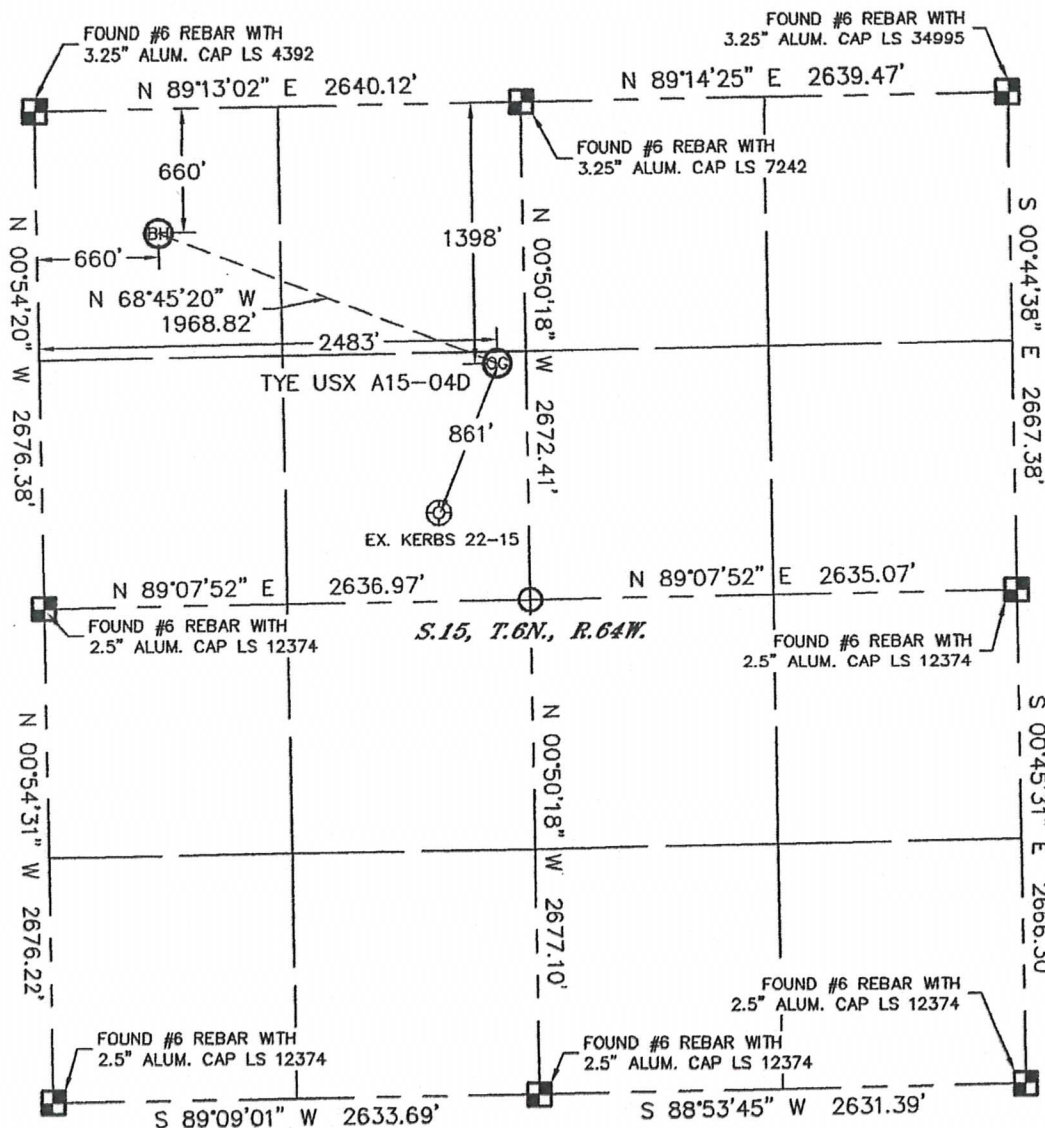 FOUND #6 REBAR WITH
3.25" ALUM. CAP LS 4392
FOUND #6 REBAR WITH
3.25" ALUM. CAP LS 34995
N 89°13'02" E 2640.12'
N 89°14'25" E 2639.47'
FOUND #6 REBAR WITH
3.25" ALUM. CAP LS 7242
660'
BH
660'
1398'
N 00°54'20" W 2676.38'
N 68°45'20" W
1968.82'
2483'
OG
TYE USX A15-04D
N 00°50'18" W 2672.41'
S 00°44'38" E 2667.38'
861'
EX. KERBS 22-15
N 89°07'52" E 2636.97'
N 89°07'52" E 2635.07'
FOUND #6 REBAR WITH
2.5" ALUM. CAP LS 12374
S.15, T.6N., R.64W.
FOUND #6 REBAR WITH
2.5" ALUM. CAP LS 12374
N 00°54'31" W 2676.22'
N 00°50'18" W 2677.10'
S 00°45'31" E 2666.30'
FOUND #6 REBAR WITH
2.5" ALUM. CAP LS 12374
FOUND #6 REBAR WITH
2.5" ALUM. CAP LS 12374
FOUND #6 REBAR WITH
2.5" ALUM. CAP LS 12374
S 89°09'01" W 2633.69'
S 88°53'45" W 2631.39'